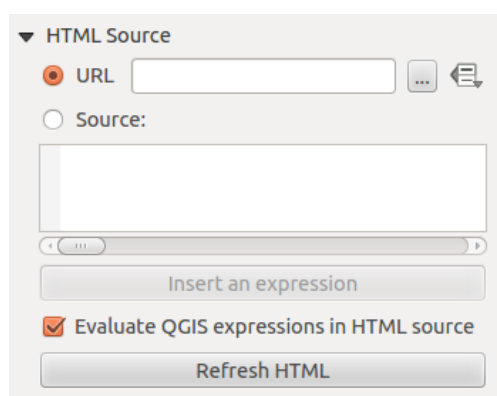 HTML Source
URL ...
Source:
Insert an expression
Evaluate QGIS expressions in HTML source
Refresh HTML